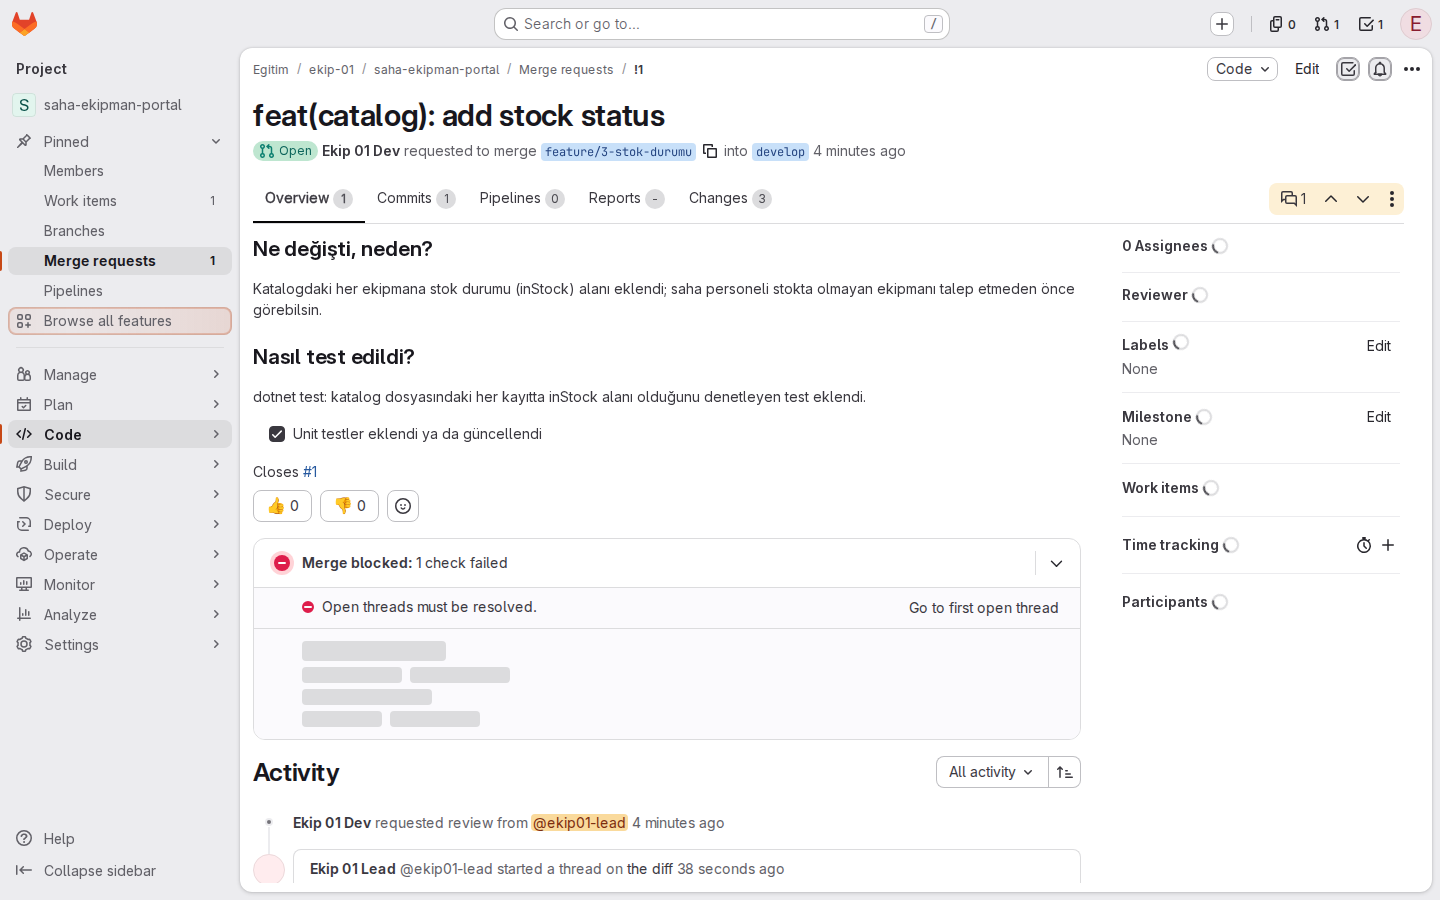 Search or go to...
/
0
1
1
E
Project
S
saha-ekipman-portal
Pinned
Members
Work items 1
Branches
Merge requests 1
Pipelines
Browse all features
Manage
Plan
Code
Build
Secure
Deploy
Operate
Monitor
Analyze
Settings
Help
Collapse sidebar
Egitim / ekip-01 / saha-ekipman-portal / Merge requests / !1
Code
Edit
feat(catalog): add stock status
Open Ekip 01 Dev requested to merge feature/3-stok-durumu into develop 4 minutes ago
Overview 1 Commits 1 Pipelines 0 Reports - Changes 3
1
Ne değişti, neden?
Katalogdaki her ekipmana stok durumu (inStock) alanı eklendi; saha personeli stokta olmayan ekipmanı talep etmeden önce
görebilsin.
Nasıl test edildi?
dotnet test: katalog dosyasındaki her kayıtta inStock alanı olduğunu denetleyen test eklendi.
Unit testler eklendi ya da güncellendi
Closes #1
👍 0 👎 0
Merge blocked: 1 check failed
Open threads must be resolved.
Go to first open thread
Activity
All activity
Ekip 01 Dev requested review from @ekip01-lead 4 minutes ago
Ekip 01 Lead @ekip01-lead started a thread on the diff 38 seconds ago
0 Assignees
Reviewer
Labels
Edit
None
Milestone
Edit
None
Work items
Time tracking
Participants